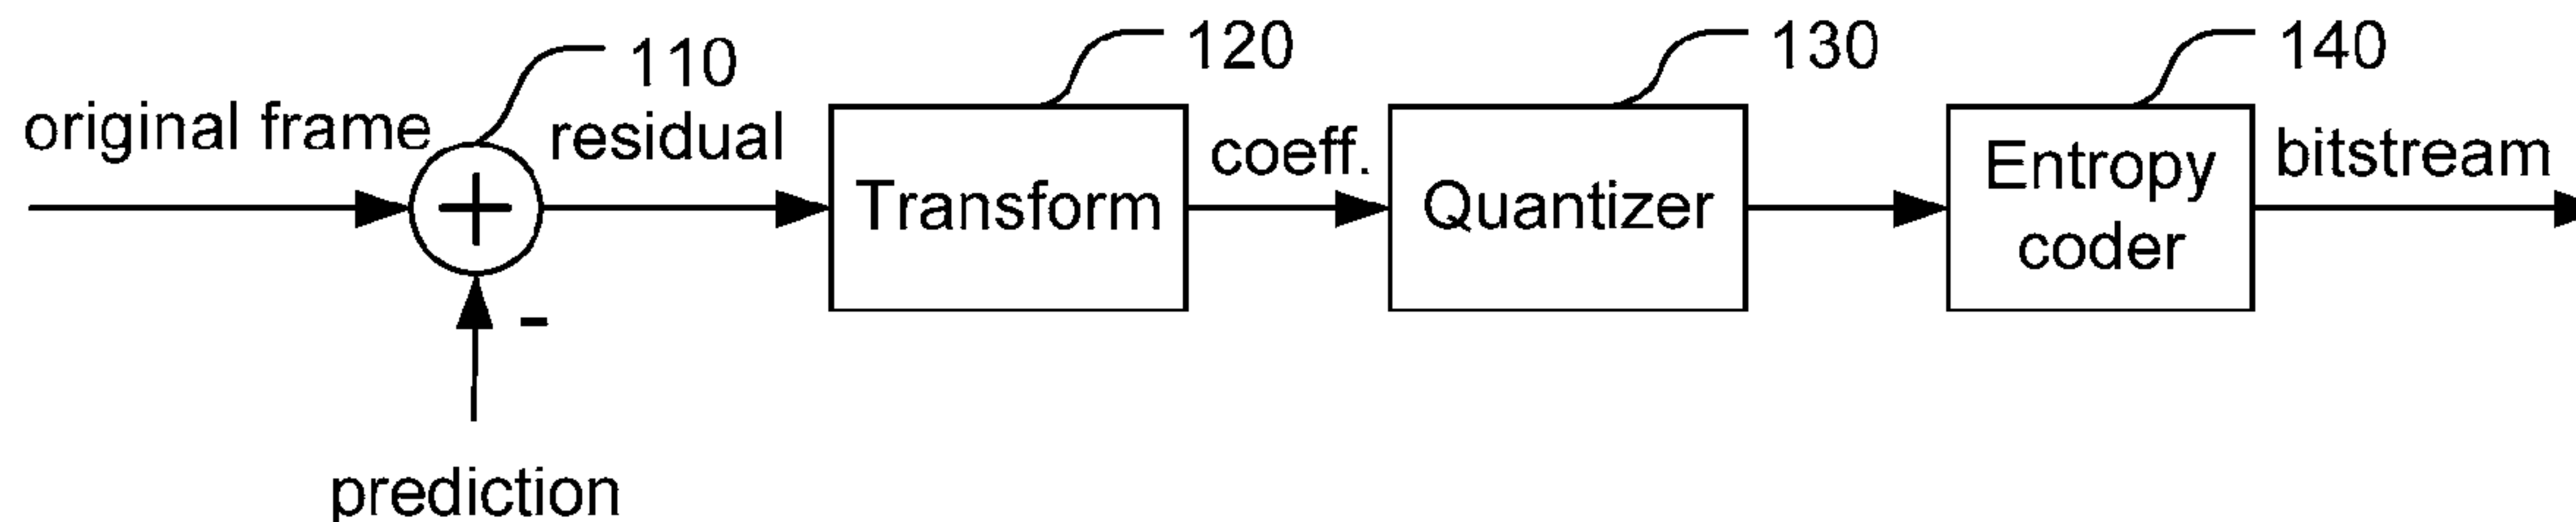 110
120
130
140
original frame
residual
Transform
coeff.
Quantizer
Entropy
coder
bitstream
+
-
prediction